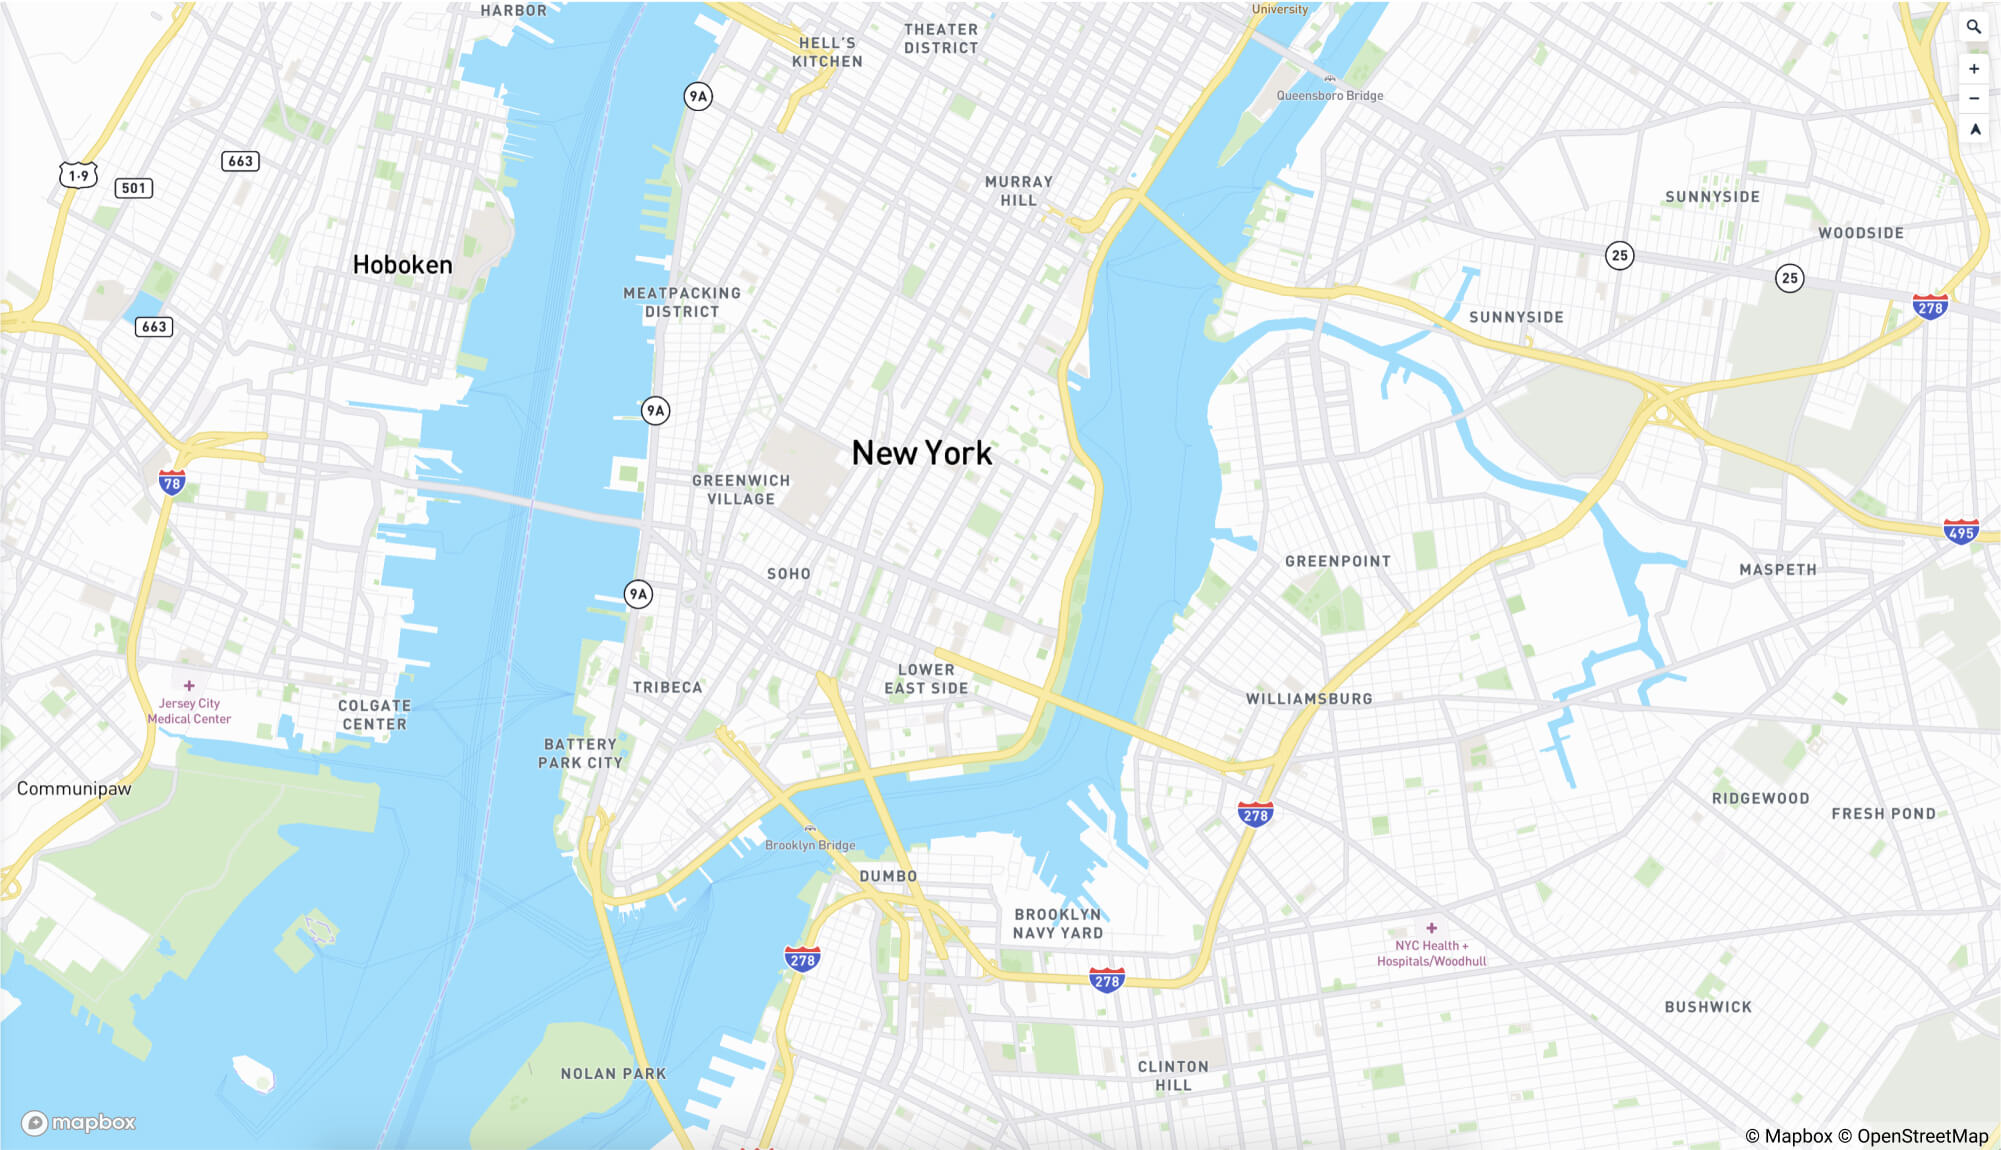 HARBOR
University
HELL'S
KITCHEN
THEATER
DISTRICT
9A
Queensboro Bridge
+
−
663
1·9
501
MURRAY
HILL
SUNNYSIDE
WOODSIDE
Hoboken
25
25
MEATPACKING
DISTRICT
278
SUNNYSIDE
663
9A
New York
78
GREENWICH
VILLAGE
495
GREENPOINT
MASPETH
SOHO
9A
LOWER
EAST SIDE
TRIBECA
WILLIAMSBURG
Jersey City
Medical Center
COLGATE
CENTER
BATTERY
PARK CITY
Communipaw
RIDGEWOOD
FRESH POND
278
Brooklyn Bridge
DUMBO
BROOKLYN
NAVY YARD
NYC Health +
Hospitals/Woodhull
278
278
BUSHWICK
NOLAN PARK
CLINTON
HILL
mapbox
© Mapbox © OpenStreetMap